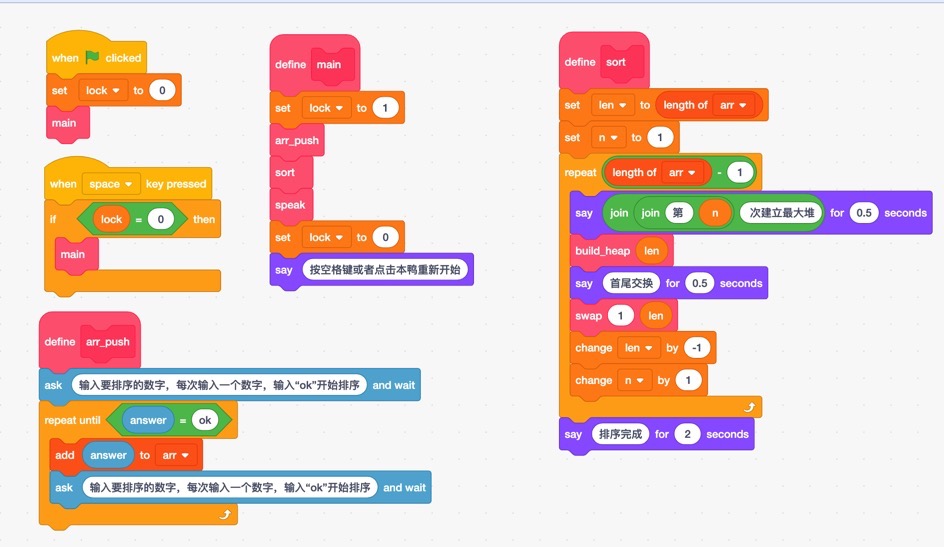 when clicked
set lock to 0
main
when space key pressed
if lock = 0 then
main
define arr_push
ask 输入要排序的数字，每次输入一个数字，输入“ok”开始排序 and wait
repeat until answer = ok
add answer to arr
ask 输入要排序的数字，每次输入一个数字，输入“ok”开始排序 and wait
define main
set lock to 1
arr_push
sort
speak
set lock to 0
say 按空格键或者点击本鸭重新开始
define sort
set len to length of arr
set n to 1
repeat length of arr - 1
say join join 第 n 次建立最大堆 for 0.5 seconds
build_heap len
say 首尾交换 for 0.5 seconds
swap 1 len
change len by -1
change n by 1
say 排序完成 for 2 seconds